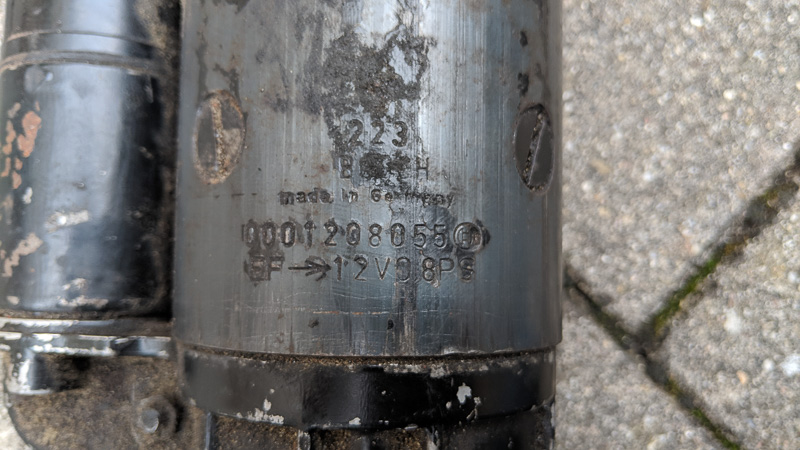 223
BOSCH
made in Germany
0001208055
EF→12V0.8PS